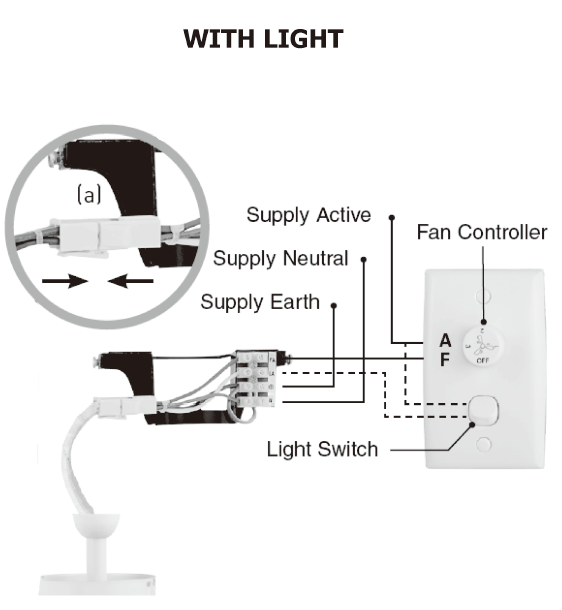 WITH LIGHT
(a)
Supply Active
Fan Controller
Supply Neutral
Supply Earth
A
F
OFF
Light Switch